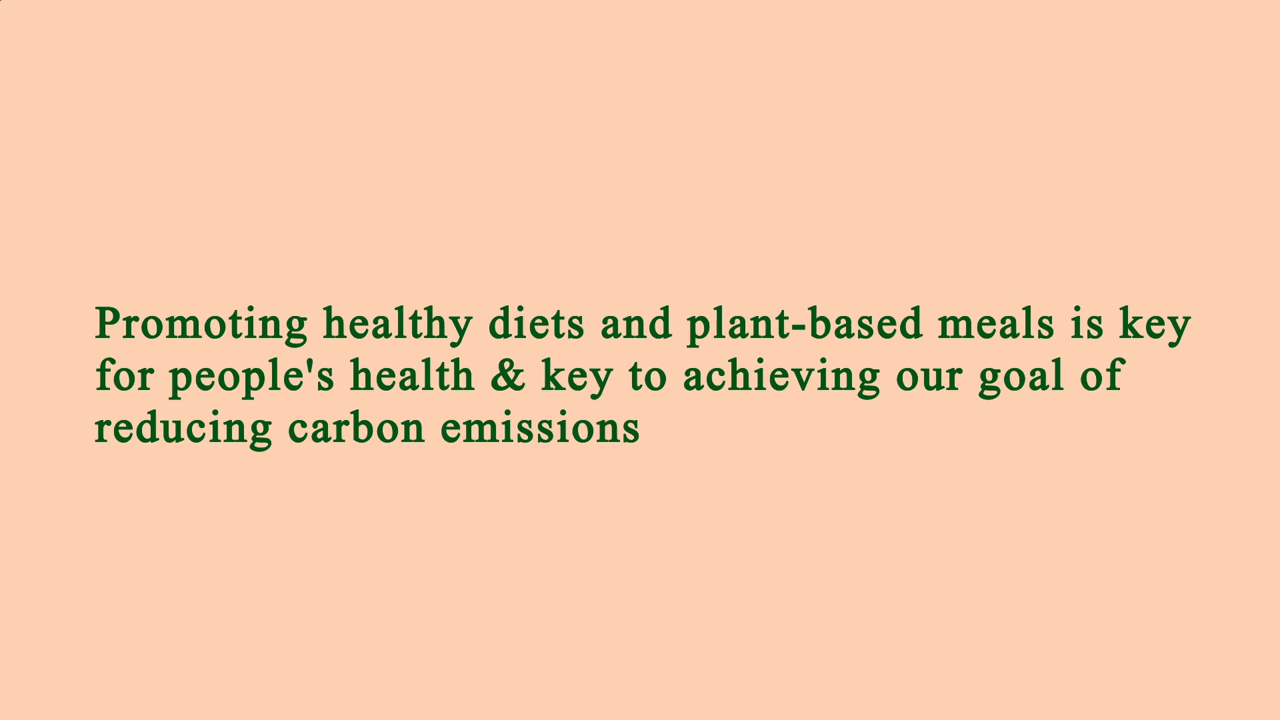 Promoting healthy diets and plant-based meals is key
for people's health & key to achieving our goal of
reducing carbon emissions